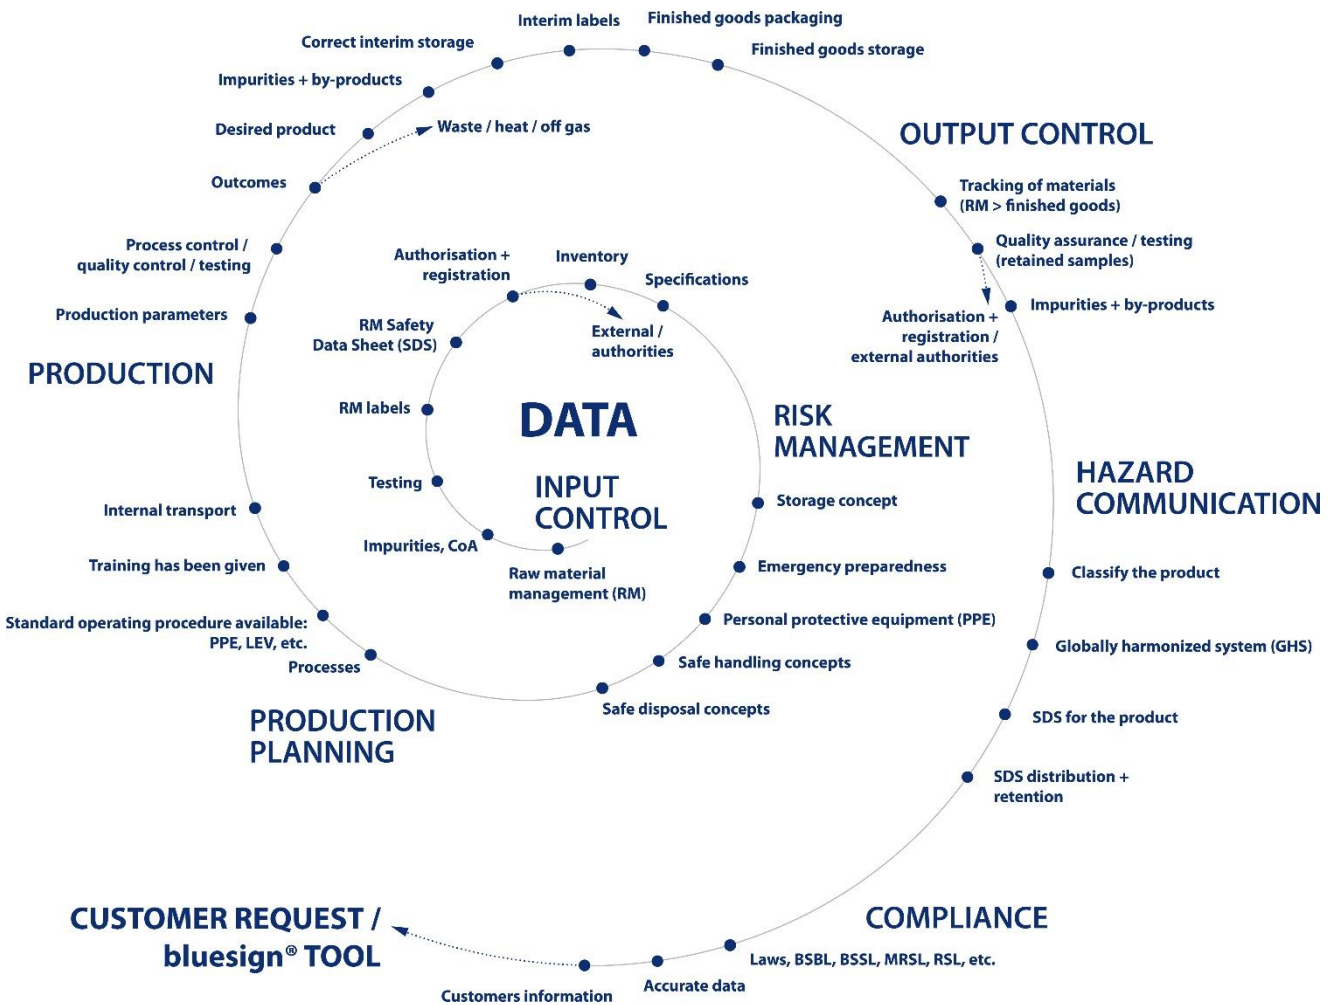 Interim labels
Finished goods packaging
Correct interim storage
Finished goods storage
Impurities + by-products
Desired product
Waste / heat / off gas
Outcomes
OUTPUT CONTROL
Tracking of materials
(RM > finished goods)
Process control /
quality control / testing
Quality assurance / testing
(retained samples)
Authorisation +
registration
Inventory
Specifications
Production parameters
RM Safety
Data Sheet (SDS)
External /
authorities
Authorisation +
registration /
external authorities
Impurities + by-products
PRODUCTION
RM labels
DATA
RISK
MANAGEMENT
Testing
INPUT
CONTROL
HAZARD
COMMUNICATION
Internal transport
Storage concept
Impurities, CoA
Raw material
management (RM)
Training has been given
Emergency preparedness
Classify the product
Standard operating procedure available:
PPE, LEV, etc.
Personal protective equipment (PPE)
Processes
Safe handling concepts
Globally harmonized system (GHS)
PRODUCTION
PLANNING
Safe disposal concepts
SDS for the product
SDS distribution +
retention
CUSTOMER REQUEST /
bluesign® TOOL
COMPLIANCE
Laws, BSBL, BSSL, MRSL, RSL, etc.
Accurate data
Customers information